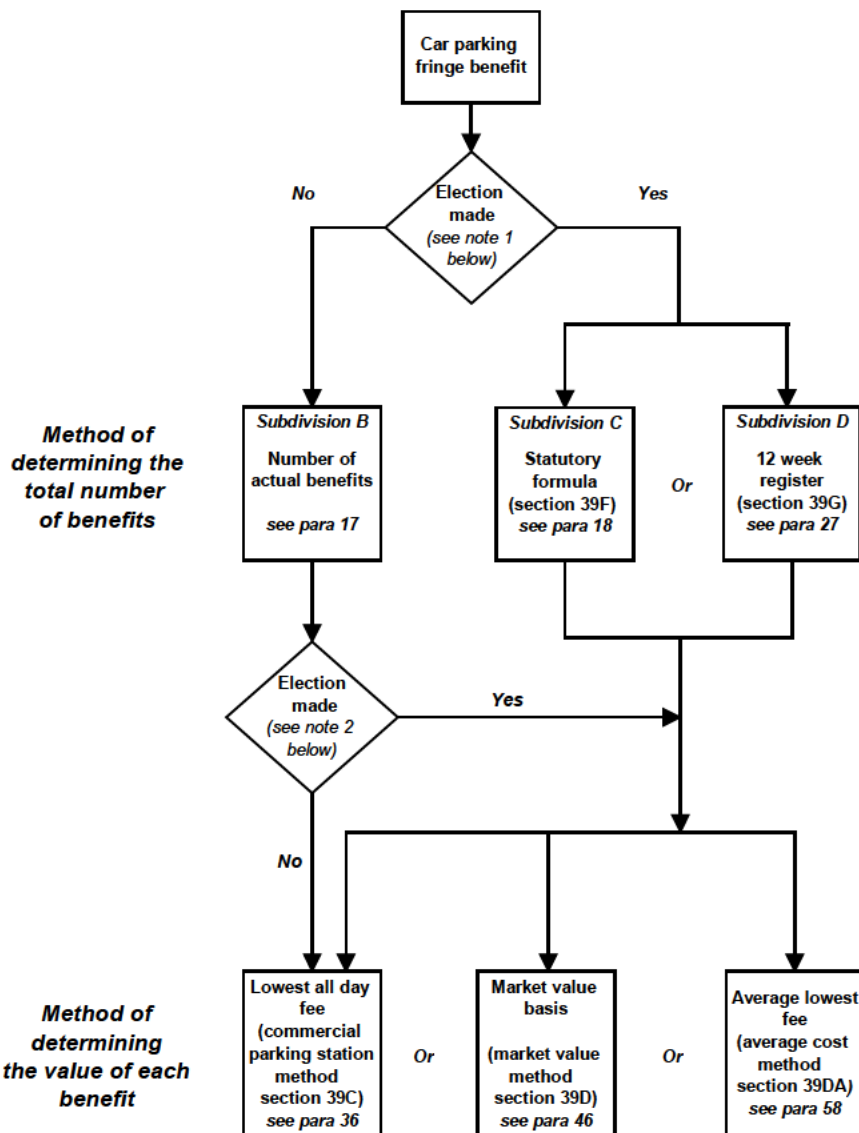 Car parking
fringe benefit
No
Yes
Election
made
(see note 1
below)
Method of
determining the
total number
of benefits
Subdivision B
Number of
actual benefits
see para 17
Subdivision C
Statutory
formula
(section 39F)
see para 18
Or
Subdivision D
12 week
register
(section 39G)
see para 27
Election
made
(see note 2
below)
Yes
No
Method of
determining
the value of each
benefit
Lowest all day
fee
(commercial
parking station
method
section 39C)
see para 36
Or
Market value
basis
(market value
method
section 39D)
see para 46
Or
Average lowest
fee
(average cost
method
section 39DA)
see para 58